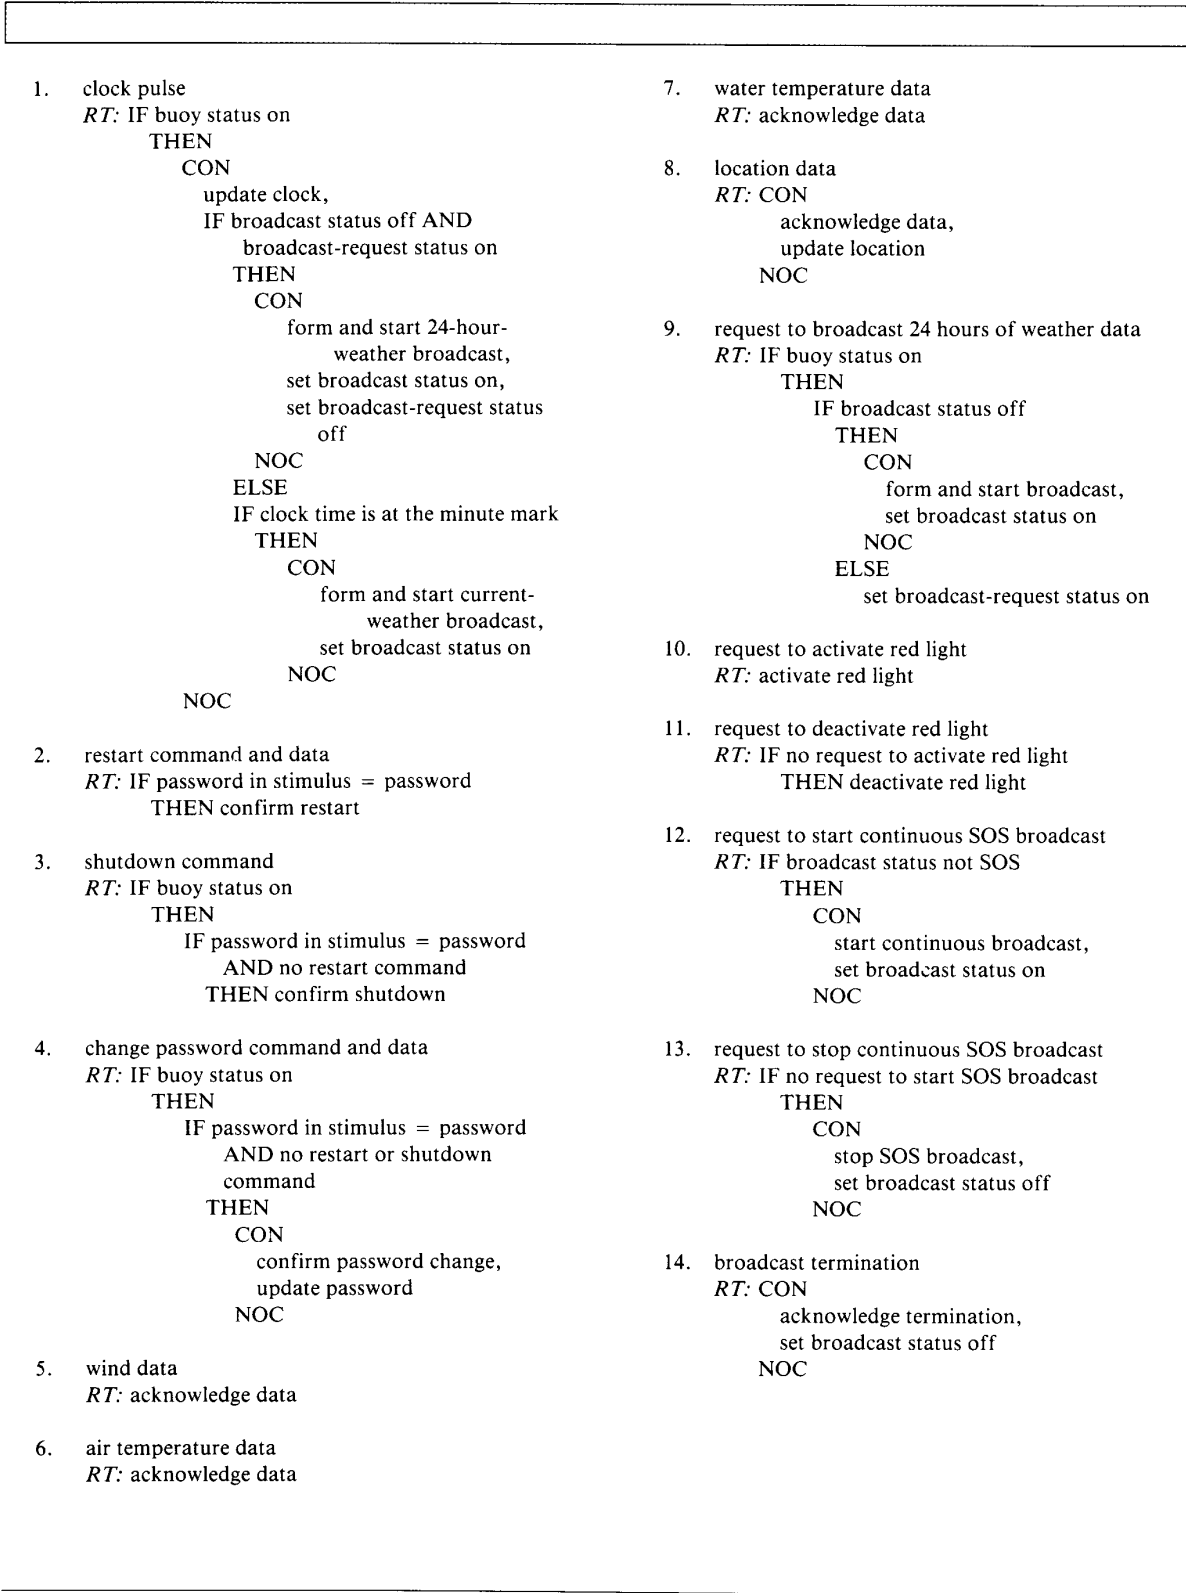 1. clock pulse
RT: IF buoy status on
THEN
CON
update clock,
IF broadcast status off AND
broadcast-request status on
THEN
CON
form and start 24-hour-
weather broadcast,
set broadcast status on,
set broadcast-request status
off
NOC
ELSE
IF clock time is at the minute mark
THEN
CON
form and start current-
weather broadcast,
set broadcast status on
NOC
NOC
2. restart command and data
RT: IF password in stimulus = password
THEN confirm restart
3. shutdown command
RT: IF buoy status on
THEN
IF password in stimulus = password
AND no restart command
THEN confirm shutdown
4. change password command and data
RT: IF buoy status on
THEN
IF password in stimulus = password
AND no restart or shutdown
command
THEN
CON
confirm password change,
update password
NOC
5. wind data
RT: acknowledge data
6. air temperature data
RT: acknowledge data
7. water temperature data
RT: acknowledge data
8. location data
RT: CON
acknowledge data,
update location
NOC
9. request to broadcast 24 hours of weather data
RT: IF buoy status on
THEN
IF broadcast status off
THEN
CON
form and start broadcast,
set broadcast status on
NOC
ELSE
set broadcast-request status on
10. request to activate red light
RT: activate red light
11. request to deactivate red light
RT: IF no request to activate red light
THEN deactivate red light
12. request to start continuous SOS broadcast
RT: IF broadcast status not SOS
THEN
CON
start continuous broadcast,
set broadcast status on
NOC
13. request to stop continuous SOS broadcast
RT: IF no request to start SOS broadcast
THEN
CON
stop SOS broadcast,
set broadcast status off
NOC
14. broadcast termination
RT: CON
acknowledge termination,
set broadcast status off
NOC